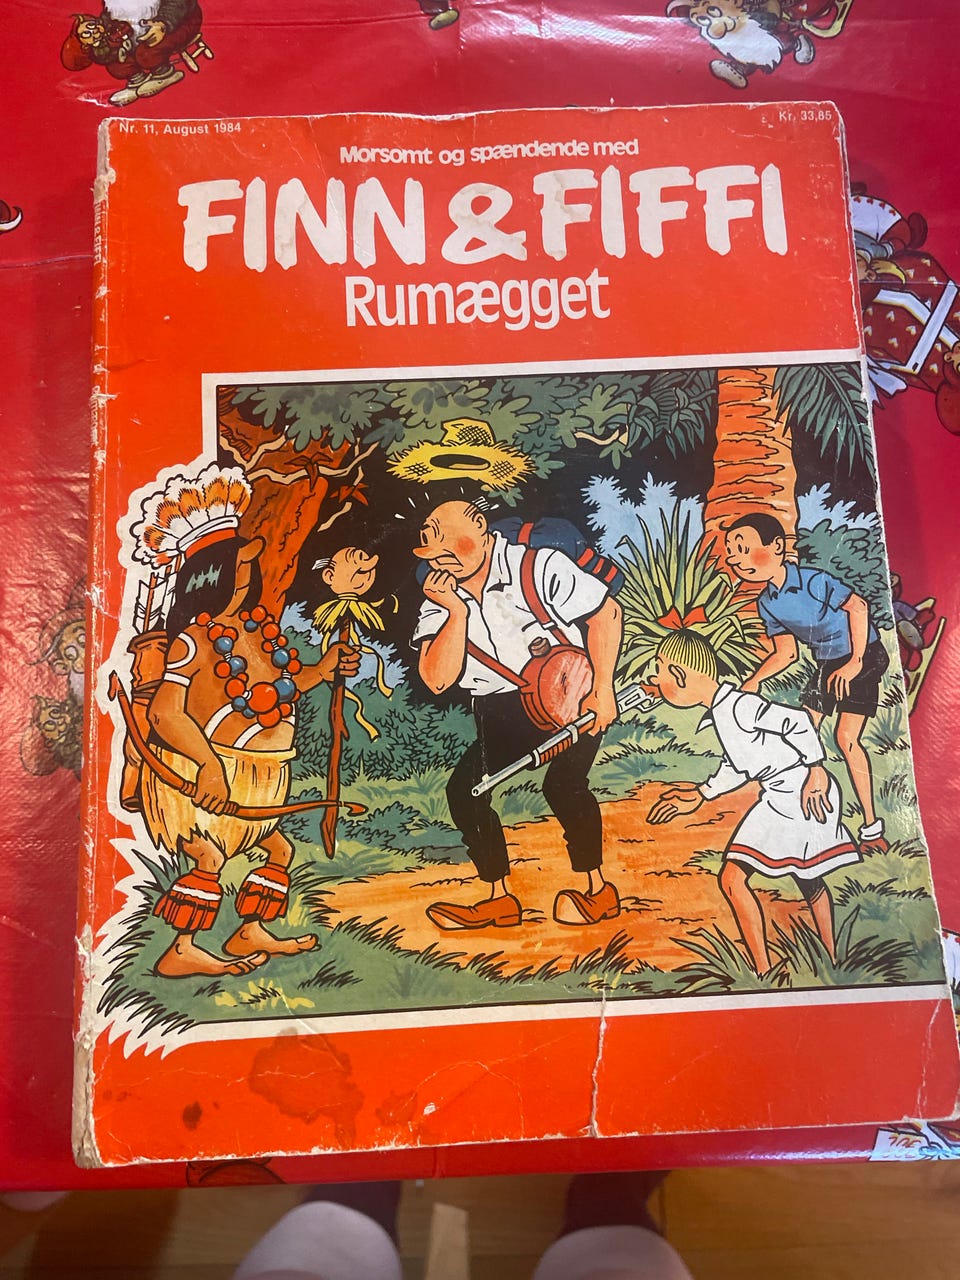 Nr. 11, August 1984
Kr. 33,85
Morsomt og spændende med
FINN & FIFFI
Rumægget